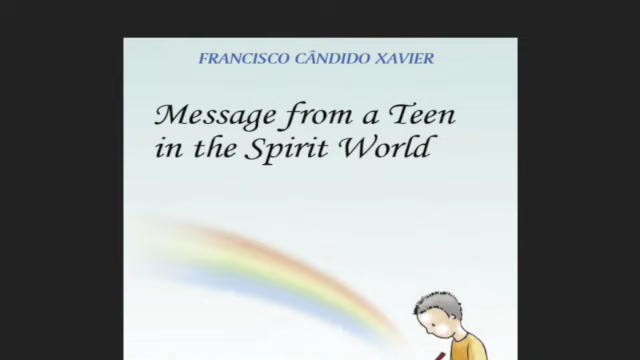 FRANCISCO CÂNDIDO XAVIER
Message from a Teen
in the Spirit World